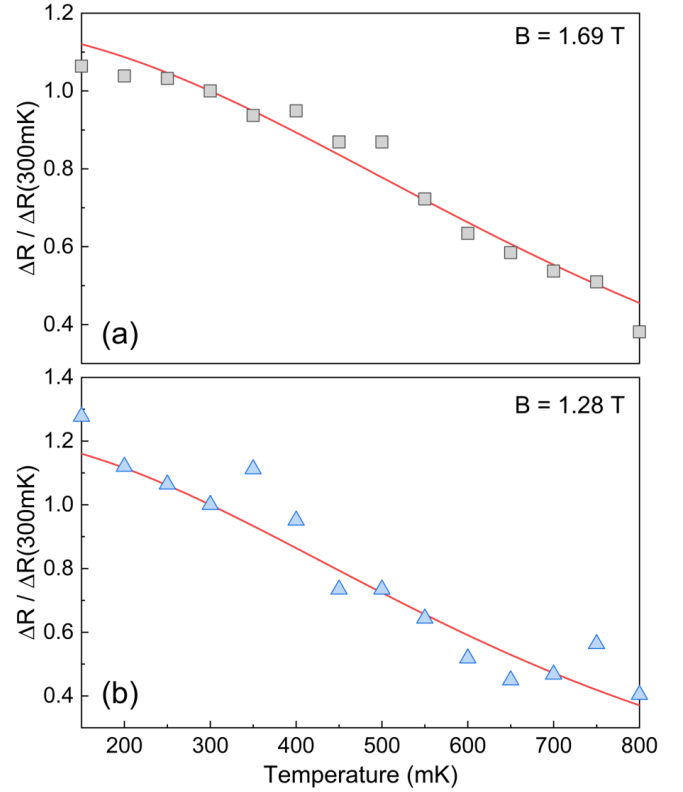 1.2
1.0
0.8
0.6
0.4
ΔR / ΔR(300mK)
B = 1.69 T
(a)
1.4
1.2
1.0
0.8
0.6
0.4
ΔR / ΔR(300mK)
B = 1.28 T
(b)
200 300 400 500 600 700 800
Temperature (mK)